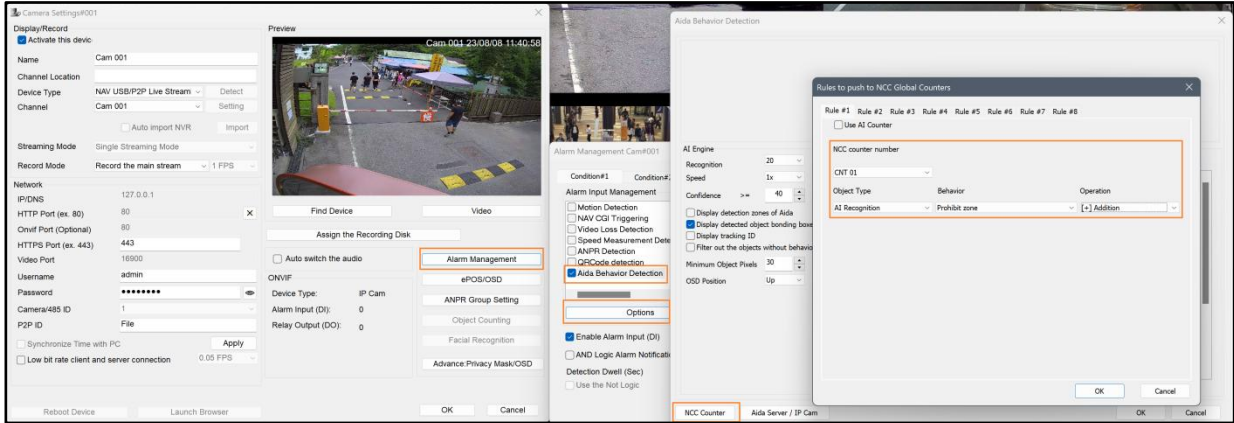 Camera Settings#001
Display/Record
Activate this devic
Name Cam 001
Channel Location
Device Type NAV USB/P2P Live Stream Detect
Channel Cam 001 Setting
Auto import NVR Import
Streaming Mode Single Streaming Mode
Record Mode Record the main stream 1 FPS
Network
IP/DNS 127.0.0.1
HTTP Port (ex. 80) 80
Onvif Port (Optional) 80
HTTPS Port (ex. 443) 443
Video Port 16900
Username admin
Password ●●●●●●●●
Camera/485 ID 1
P2P ID File
Synchronize Time with PC Apply
Low bit rate client and server connection 0.05 FPS
Reboot Device Launch Browser
Preview
Cam 001 23/08/08 11:40:58
Find Device Video
Assign the Recording Disk
Auto switch the audio Alarm Management
ONVIF ePOS/OSD
Device Type: IP Cam
ANPR Group Setting
Alarm Input (DI): 0
Object Counting
Relay Output (DO): 0
Facial Recognition
Advance:Privacy Mask/OSD
OK Cancel
Alarm Management Cam#001
Condition#1 Condition#
Alarm Input Management
Motion Detection
NAV CGI Triggering
Video Loss Detection
Speed Measurement Dete
ANPR Detection
QRCode detection
Aida Behavior Detection
Options
Enable Alarm Input (DI)
AND Logic Alarm Notificati
Detection Dwell (Sec)
Use the Not Logic
Aida Behavior Detection
AI Engine
Recognition 20
Speed 1x
Confidence >= 40
Display detection zones of Aida
Display detected object bonding boxe
Display tracking ID
Filter out the objects without behavio
Minimum Object Pixels 30
OSD Position Up
NCC Counter Aida Server / IP Cam
OK Cancel
Rules to push to NCC Global Counters
Rule #1 Rule #2 Rule #3 Rule #4 Rule #5 Rule #6 Rule #7 Rule #8
Use AI Counter
NCC counter number
CNT 01
Object Type Behavior Operation
AI Recognition Prohibit zone [+] Addition
OK Cancel